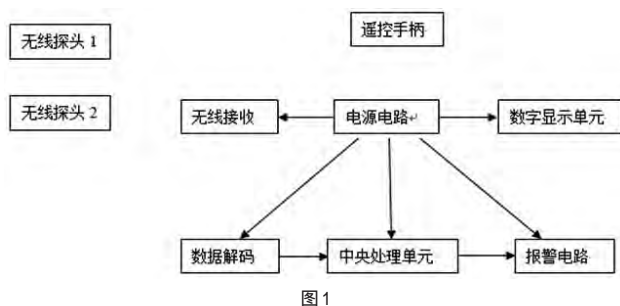 遥控手柄
无线探头 1
无线探头 2
无线接收
电源电路↵
数字显示单元
数据解码
中央处理单元
报警电路
图 1